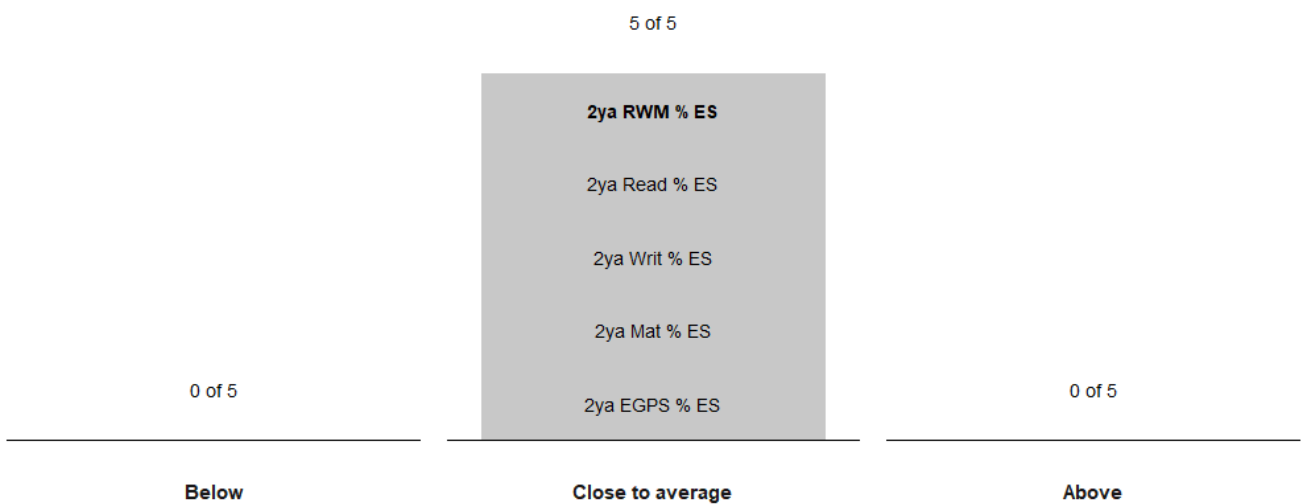 5 of 5
2ya RWM % ES
2ya Read % ES
2ya Writ % ES
2ya Mat % ES
2ya EGPS % ES
0 of 5
0 of 5
Below
Close to average
Above